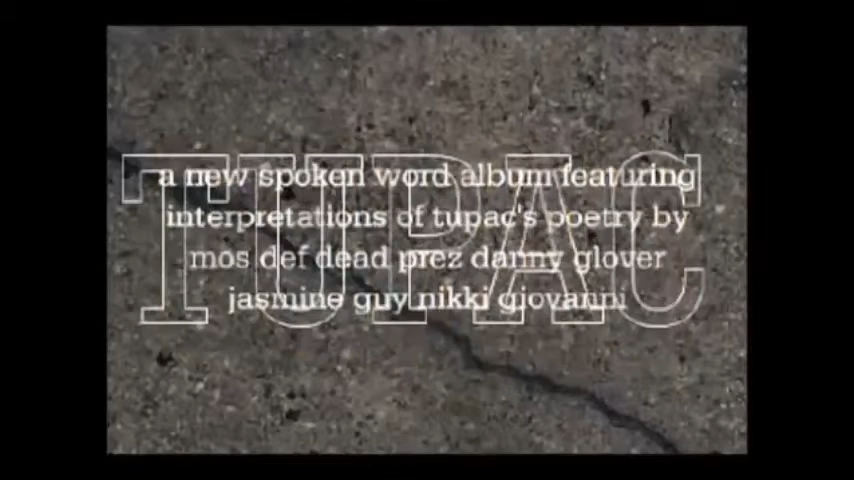 TUPAC
a new spoken word album featuring
interpretations of tupac's poetry by
mos def dead prez danny glover
jasmine guy nikki giovanni